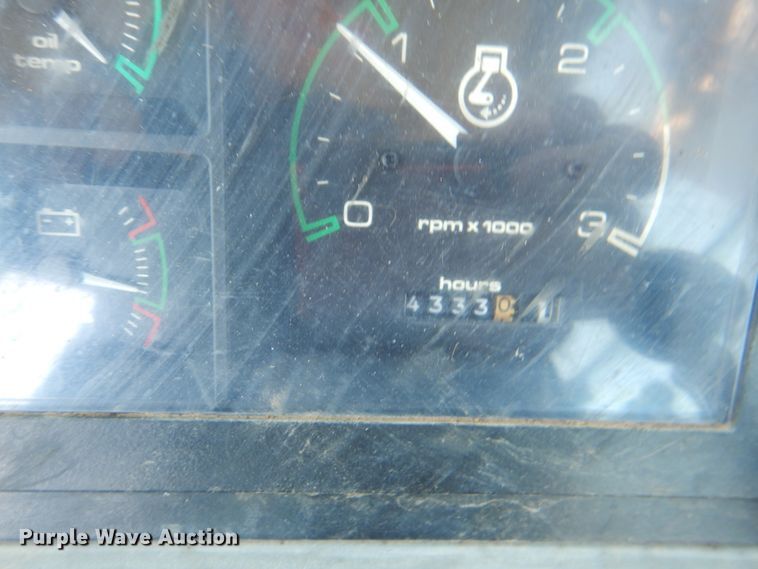 oil
temp
1
2
0
3
rpm x 1000
hours
43330
Purple Wave Auction